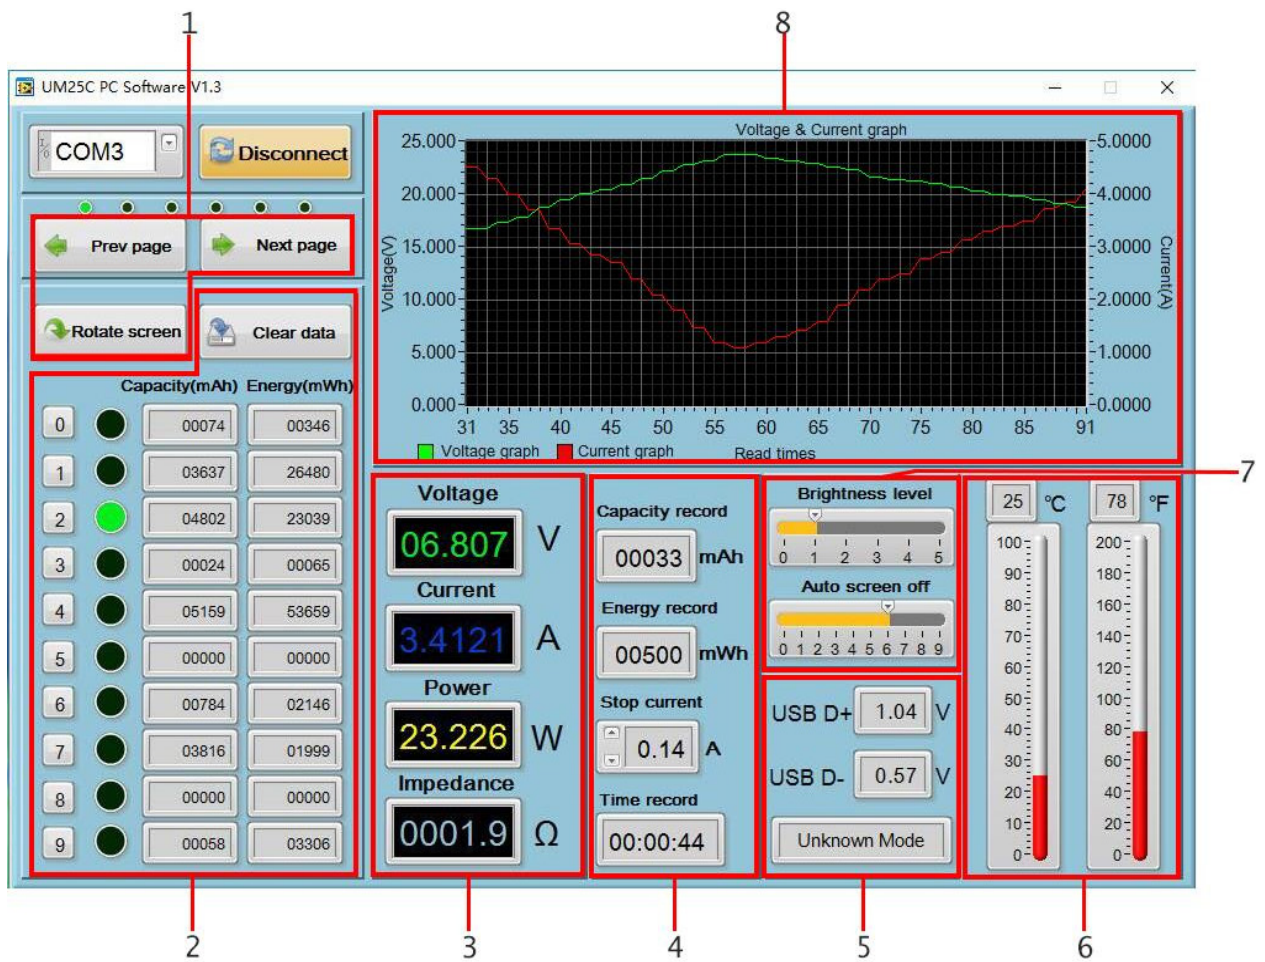 1
8
UM25C PC Software V1.3
COM3
Disconnect
Prev page
Next page
Rotate screen
Clear data
Capacity(mAh) Energy(mWh)
0 00074 00346
1 03637 26480
2 04802 23039
3 00024 00065
4 05159 53659
5 00000 00000
6 00784 02146
7 03816 01999
8 00000 00000
9 00058 03306
Voltage & Current graph
25.000
20.000
15.000
10.000
5.000
0.000
Voltage(V)
5.0000
4.0000
3.0000
2.0000
1.0000
0.0000
Current(A)
31 35 40 45 50 55 60 65 70 75 80 85 91
Voltage graph Current graph Read times
Voltage
06.807 V
Current
3.4121 A
Power
23.226 W
Impedance
0001.9 Ω
Capacity record
00033 mAh
Energy record
00500 mWh
Stop current
0.14 A
Time record
00:00:44
Brightness level
0 1 2 3 4 5
Auto screen off
0 1 2 3 4 5 6 7 8 9
USB D+ 1.04 V
USB D- 0.57 V
Unknown Mode
25 °C
100
90
80
70
60
50
40
30
20
10
0
78 °F
200
180
160
140
120
100
80
60
40
20
0
7
2
3
4
5
6